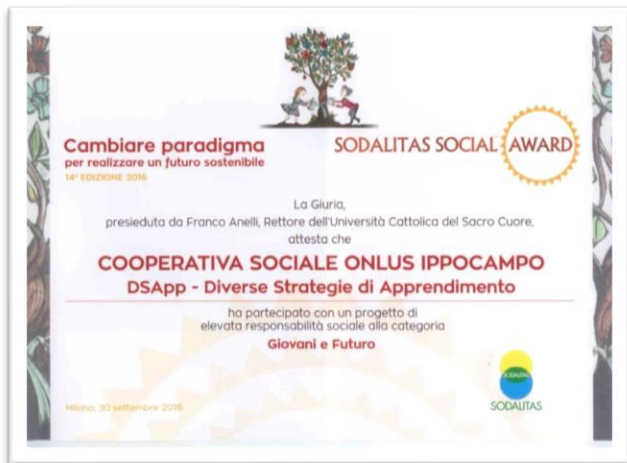 Cambiare paradigma
per realizzare un futuro sostenibile
14ª EDIZIONE 2016
SODALITAS SOCIAL AWARD
La Giuria,
presieduta da Franco Anelli, Rettore dell'Università Cattolica del Sacro Cuore,
attesta che
COOPERATIVA SOCIALE ONLUS IPPOCAMPO
DSApp - Diverse Strategie di Apprendimento
ha partecipato con un progetto di
elevata responsabilità sociale alla categoria
Giovani e Futuro
Milano, 30 settembre 2016
SODALITAS
SODALITAS